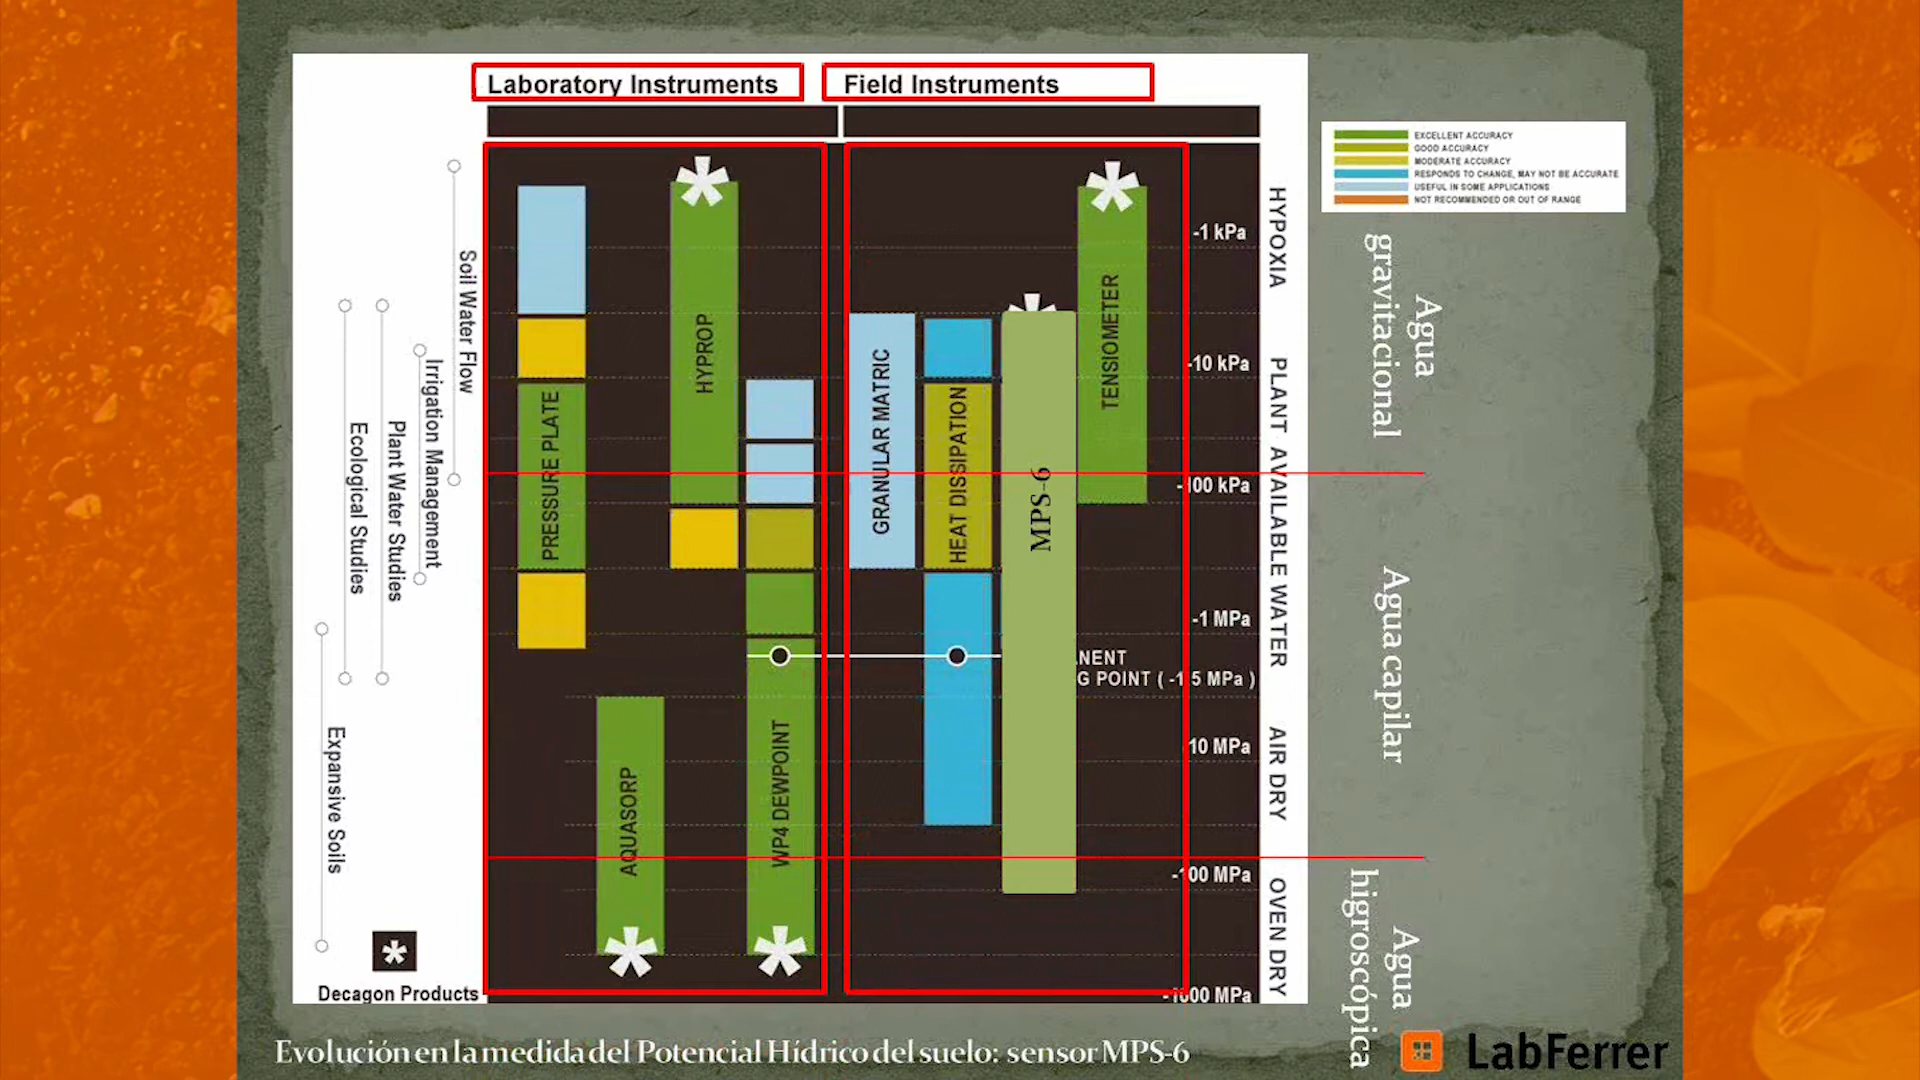 Laboratory Instruments
Field Instruments
EXCELLENT ACCURACY
GOOD ACCURACY
MODERATE ACCURACY
RESPONDS TO CHANGE, MAY NOT BE ACCURATE
USEFUL IN SOME APPLICATIONS
NOT RECOMMENDED OR OUT OF RANGE
Soil Water Flow
Irrigation Management
Plant Water Studies
Ecological Studies
Expansive Soils
PRESSURE PLATE
AQUASORP
HYPROP
WP4 DEWPOINT
GRANULAR MATRIC
HEAT DISSIPATION
MPS-6
TENSIOMETER
-1 kPa
-10 kPa
-100 kPa
-1 MPa
NENT
G POINT ( -1.5 MPa )
10 MPa
-100 MPa
-1000 MPa
HYPOXIA
PLANT AVAILABLE WATER
AIR DRY
OVEN DRY
Agua
gravitacional
Agua capilar
Agua
higroscópica
*
Decagon Products
Evolución en la medida del Potencial Hídrico del suelo: sensor MPS-6
LabFerrer